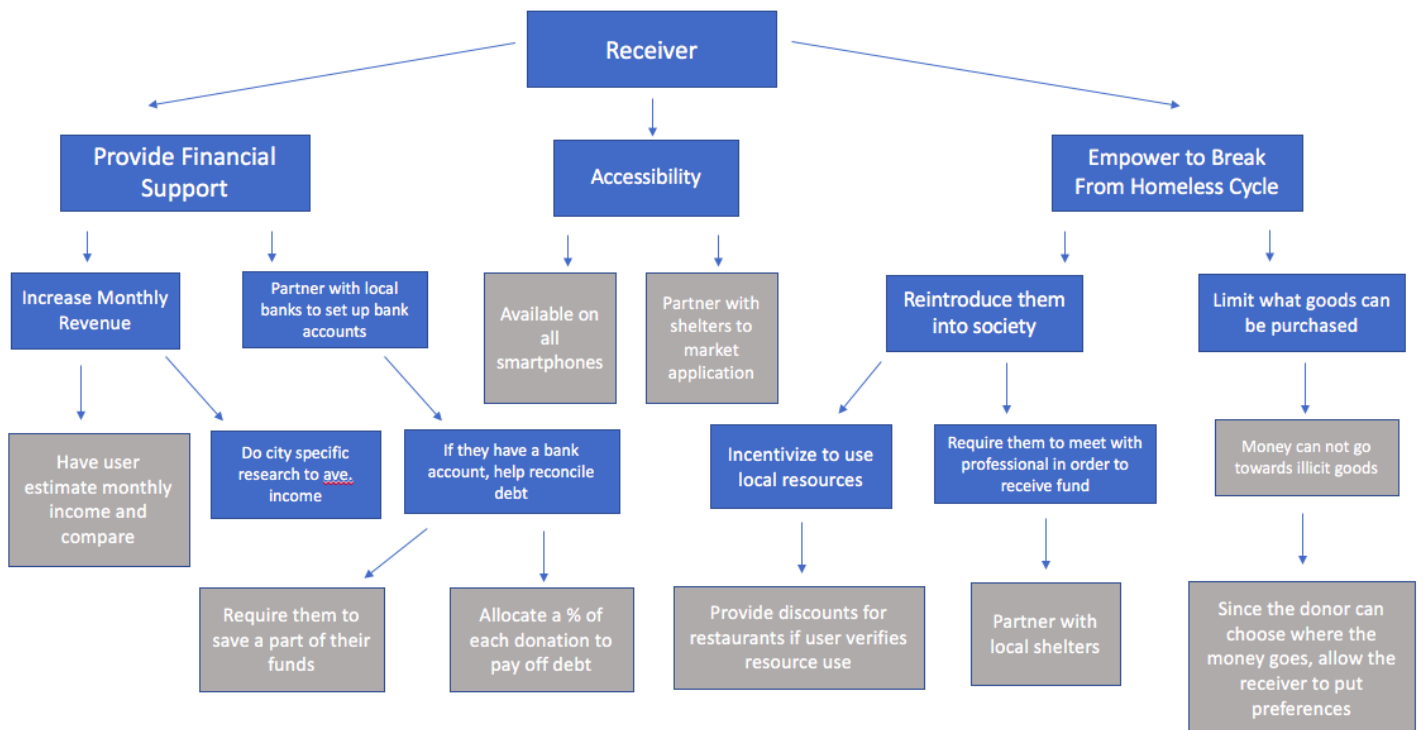 Receiver
Provide Financial
Support
Accessibility
Empower to Break
From Homeless Cycle
Increase Monthly
Revenue
Partner with local
banks to set up bank
accounts
Available on
all
smartphones
Partner with
shelters to
market
application
Reintroduce them
into society
Limit what goods can
be purchased
Have user
estimate monthly
income and
compare
Do city specific
research to ave.
income
If they have a bank
account, help reconcile
debt
Incentivize to use
local resources
Require them to meet with
professional in order to
receive fund
Money can not go
towards illicit goods
Require them to
save a part of their
funds
Allocate a % of
each donation to
pay off debt
Provide discounts for
restaurants if user verifies
resource use
Partner with
local shelters
Since the donor can
choose where the
money goes, allow the
receiver to put
preferences